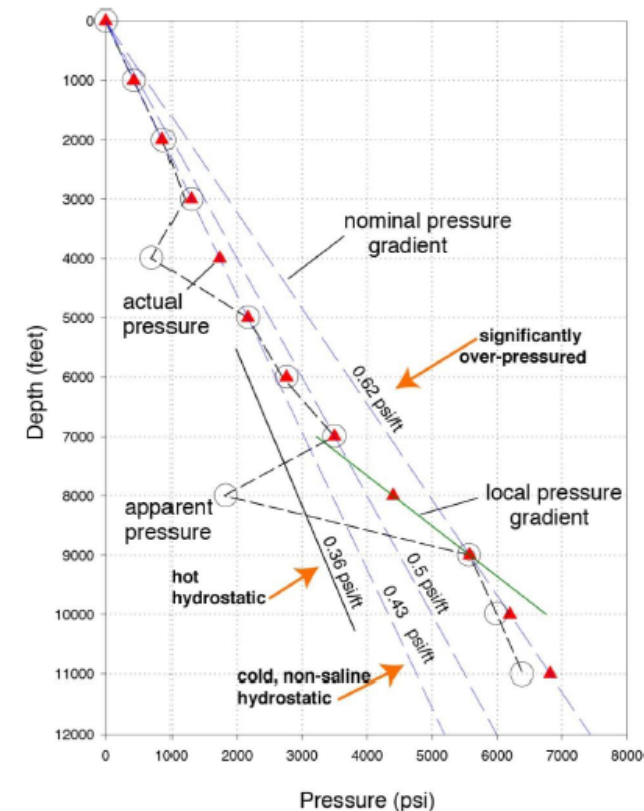 0
1000
2000
3000
4000
5000
6000
7000
8000
9000
10000
11000
12000
Depth (feet)
nominal pressure
gradient
actual
pressure
significantly
over-pressured
0.62 psi/ft
apparent
pressure
local pressure
gradient
hot
hydrostatic
0.36 psi/ft
0.5 psi/ft
0.43 psi/ft
cold, non-saline
hydrostatic
0 1000 2000 3000 4000 5000 6000 7000 8000
Pressure (psi)